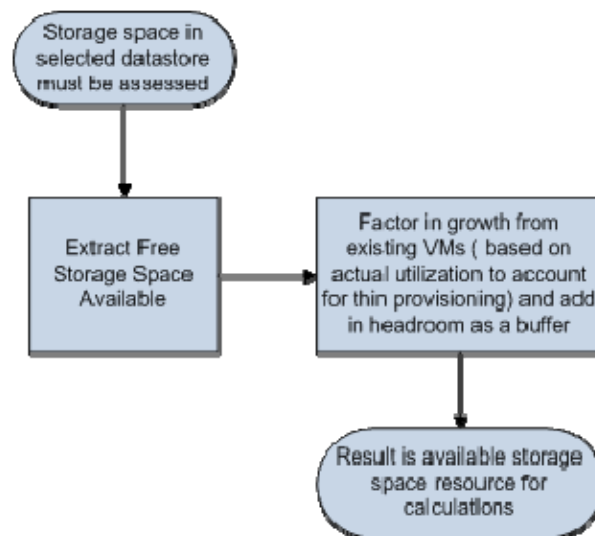 Storage space in
selected datastore
must be assessed
Extract Free
Storage Space
Available
Factor in growth from
existing VMs ( based on
actual utilization to account
for thin provisioning) and add
in headroom as a buffer
Result is available storage
space resource for
calculations